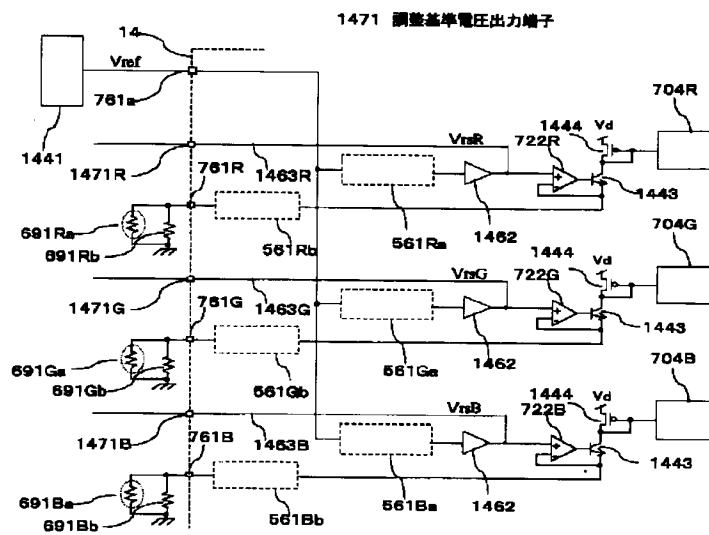 1471 調整基準電圧出力端子
14
Vref
761a
1441
704R
1444 Vd
VrsR
722R
1471R
761R
1463R
1443
1462
691Ra
691Rb
561Rb
561Ra
704G
1444 Vd
VrsG
722G
1471G
761G
1463G
1443
1462
691Ga
691Gb
561Gb
561Ga
704B
1444 Vd
VrsB
722B
1471B
761B
1463B
1443
1462
691Ba
691Bb
561Bb
561Ba